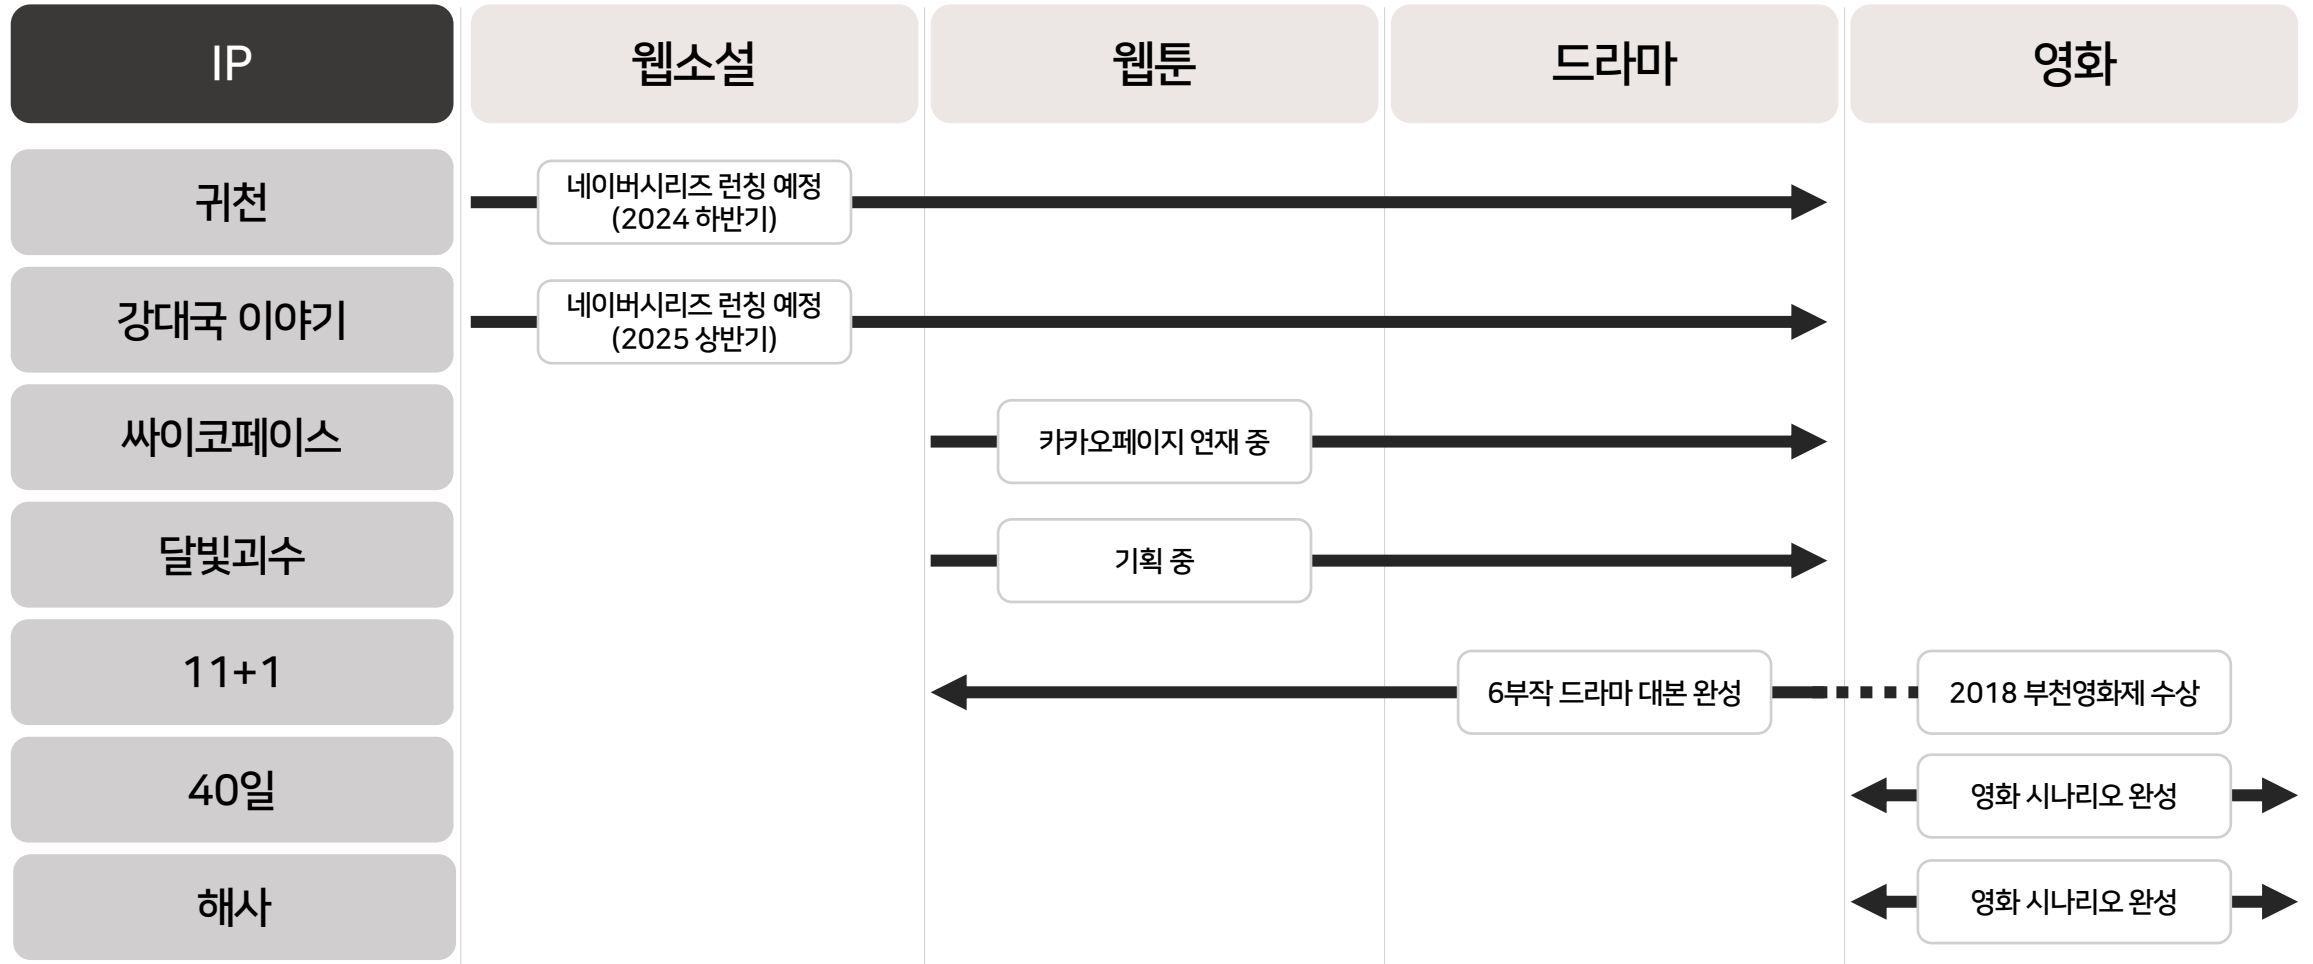 IP
웹소설
웹툰
드라마
영화
귀천
네이버시리즈 런칭 예정
(2024 하반기)
강대국 이야기
네이버시리즈 런칭 예정
(2025 상반기)
싸이코페이스
카카오페이지 연재 중
달빛괴수
기획 중
11+1
6부작 드라마 대본 완성
2018 부천영화제 수상
40일
영화 시나리오 완성
해사
영화 시나리오 완성